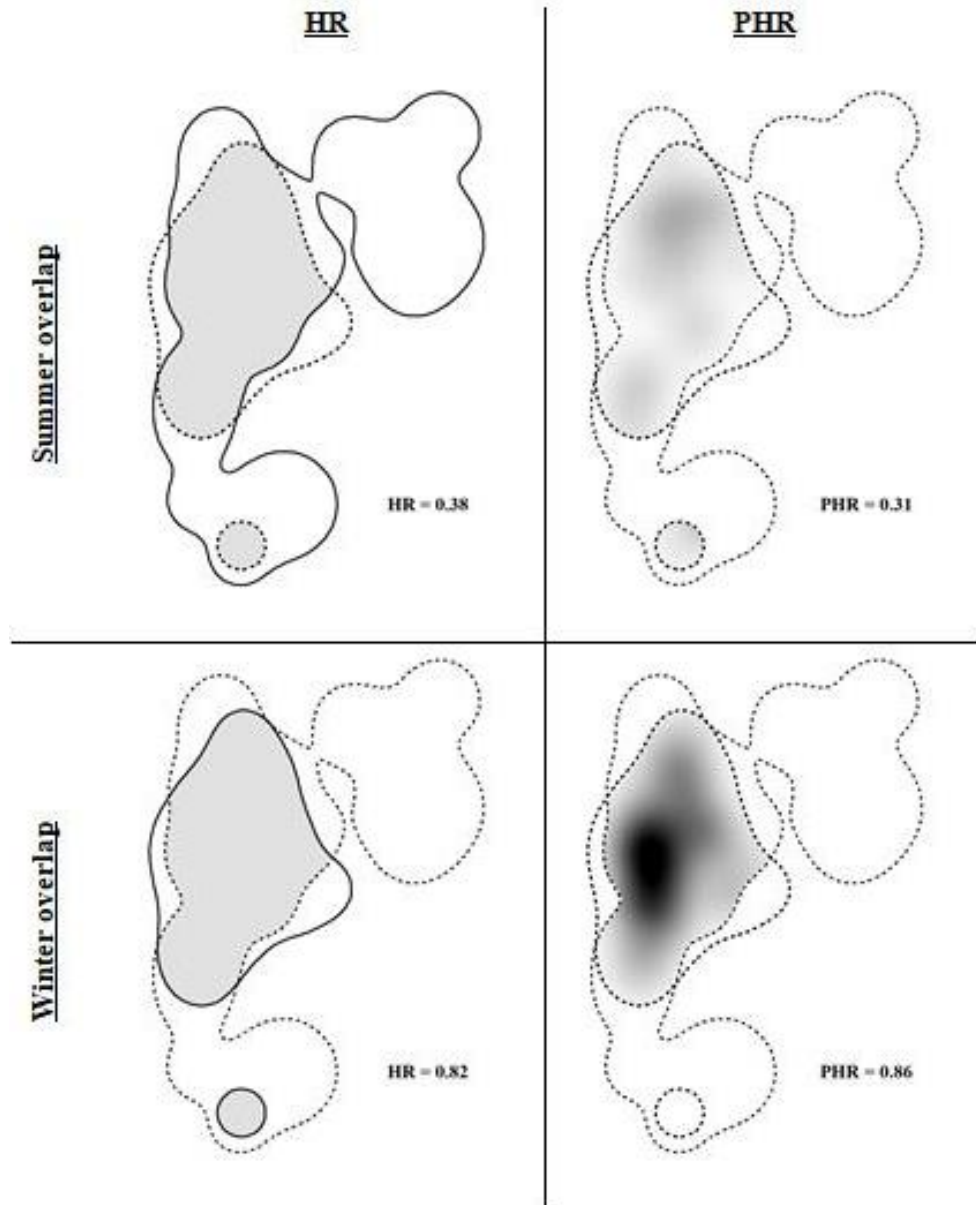 HR
PHR
Summer overlap
HR = 0.38
PHR = 0.31
Winter overlap
HR = 0.82
PHR = 0.86